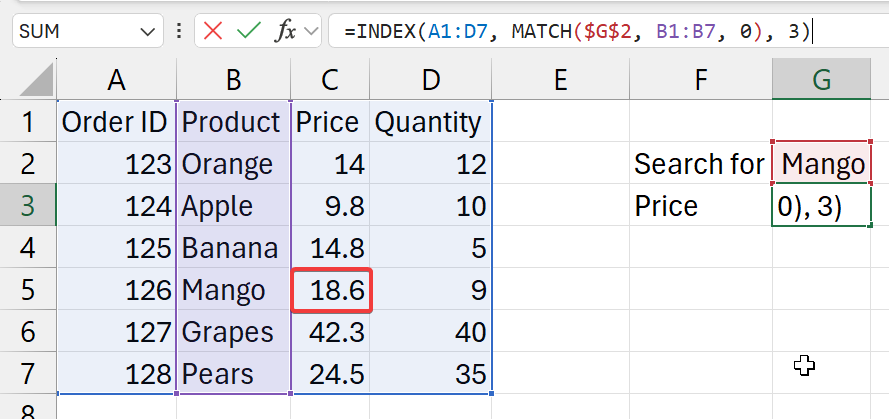 SUM fx =INDEX(A1:D7, MATCH($G$2, B1:B7, 0), 3)
A B C D E F G
1 Order ID Product Price Quantity
2 123 Orange 14 12 Search for Mango
3 124 Apple 9.8 10 Price 0), 3)
4 125 Banana 14.8 5
5 126 Mango 18.6 9
6 127 Grapes 42.3 40
7 128 Pears 24.5 35
8